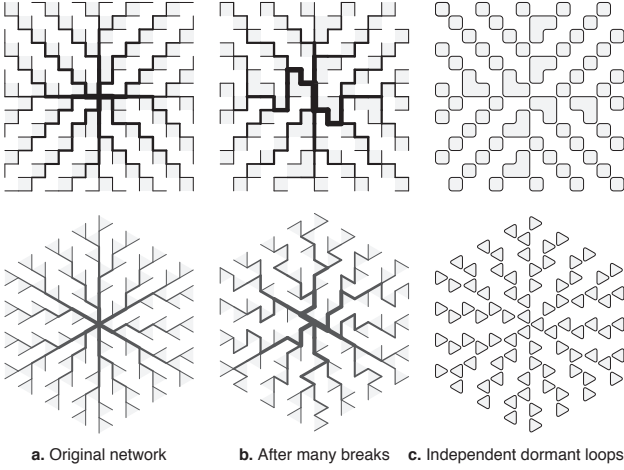 a. Original network b. After many breaks c. Independent dormant loops